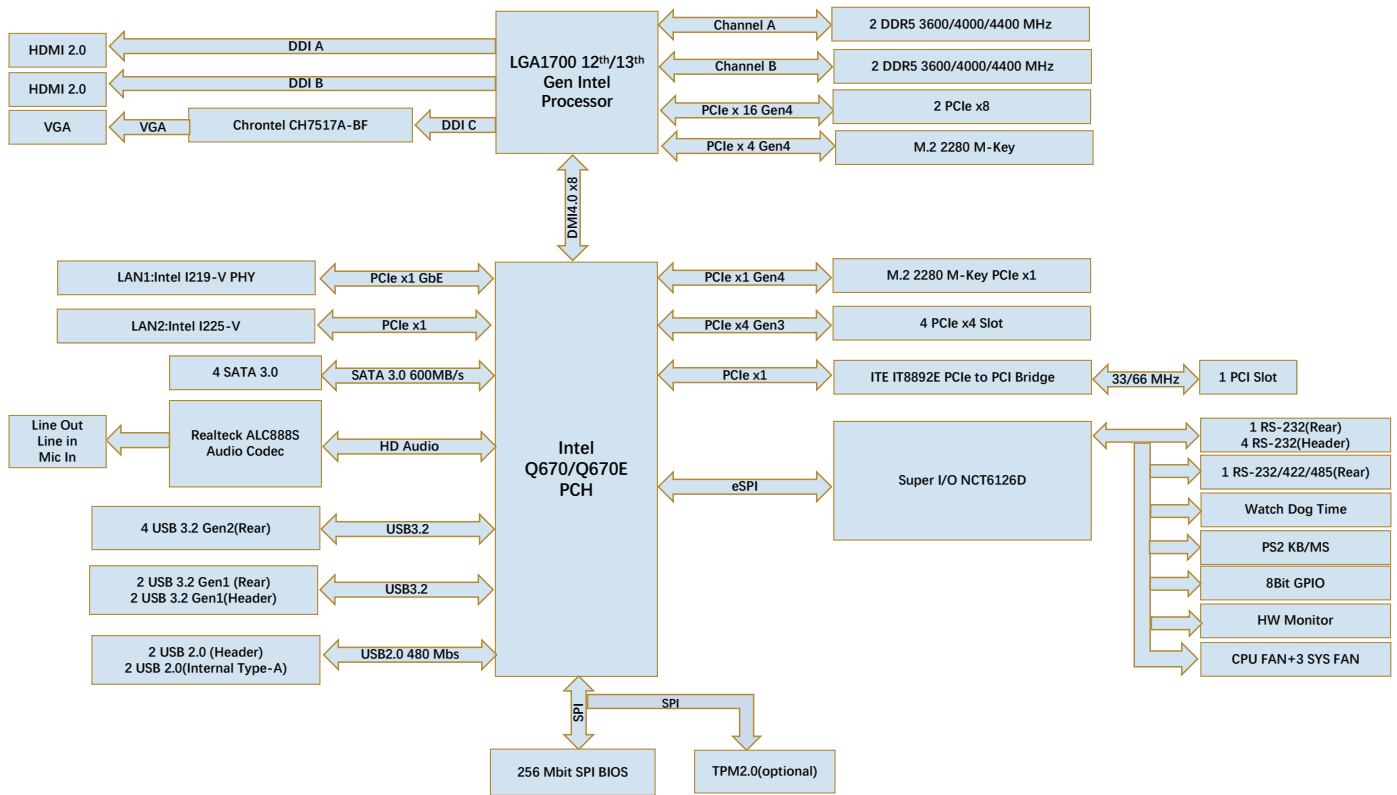 HDMI 2.0
DDI A
HDMI 2.0
DDI B
VGA
VGA
Chrontel CH7517A-BF
DDI C
LGA1700 12th/13th
Gen Intel
Processor
Channel A
2 DDR5 3600/4000/4400 MHz
Channel B
2 DDR5 3600/4000/4400 MHz
PCIe x 16 Gen4
2 PCIe x8
PCIe x 4 Gen4
M.2 2280 M-Key
DMI4.0 x8
LAN1:Intel I219-V PHY
PCIe x1 GbE
LAN2:Intel I225-V
PCIe x1
4 SATA 3.0
SATA 3.0 600MB/s
Line Out
Line in
Mic In
Realteck ALC888S
Audio Codec
HD Audio
4 USB 3.2 Gen2(Rear)
USB3.2
2 USB 3.2 Gen1 (Rear)
2 USB 3.2 Gen1(Header)
USB3.2
2 USB 2.0 (Header)
2 USB 2.0(Internal Type-A)
USB2.0 480 Mbs
Intel
Q670/Q670E
PCH
PCIe x1 Gen4
M.2 2280 M-Key PCIe x1
PCIe x4 Gen3
4 PCIe x4 Slot
PCIe x1
ITE IT8892E PCIe to PCI Bridge
33/66 MHz
1 PCI Slot
eSPI
Super I/O NCT6126D
1 RS-232(Rear)
4 RS-232(Header)
1 RS-232/422/485(Rear)
Watch Dog Time
PS2 KB/MS
8Bit GPIO
HW Monitor
CPU FAN+3 SYS FAN
SPI
SPI
256 Mbit SPI BIOS
TPM2.0(optional)